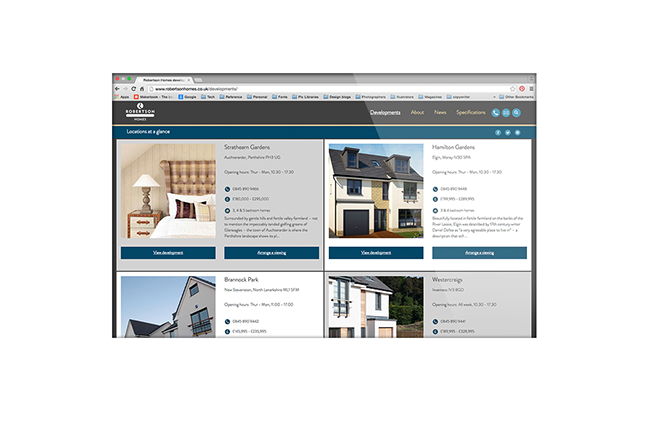 Robertson Homes develop
www.robertsonhomes.co.uk/developments/
Apps
Google
Tech
Reference
Personal
Fonts
Pic Libraries
Design blogs
Photographers
Illustrators
Magazines
copywriter
Other Bookmarks
ROBERTSON
HOMES
Developments
About
News
Specifications
Locations at a glance
Strathearn Gardens
Auchterarder, Perthshire PH3
Opening hours: Thur - Mon, 10.30 - 17.30
0845 890 9466
£180,000 - £295,000
3, 4 & 5 bedroom homes
Surrounded by gentle hills and fertile valley farmland – not
to mention the impeccably tended golfing greens of
Gleneagles – the town of Auchterarder is where the
Perthshire landscape shows its pl...
View development
Arrange a viewing
Hamilton Gardens
Elgin, Moray IV30 5PA
Opening hours: Thur - Mon, 10.30 - 17.30
0845 890 9448
£199,995 - £289,995
3 & 4 bedroom homes
Beautifully located in fertile farmland on the banks of the
River Lossie, Elgin was described by 17th century writer
Daniel Defoe as "a very agreeable place to live in" – a
description that still ...
View development
Arrange a viewing
Brannock Park
New Stevenston, North Lanarkshire ML1
Opening hours: Thur - Mon, 11:00 - 17:00
0845 890 9442
£145,995 - £235,995
Westercraigs
Inverness IV3 8GD
Opening hours: All week, 10.30 - 17.30
0845 890 9441
£189,995 - £328,995